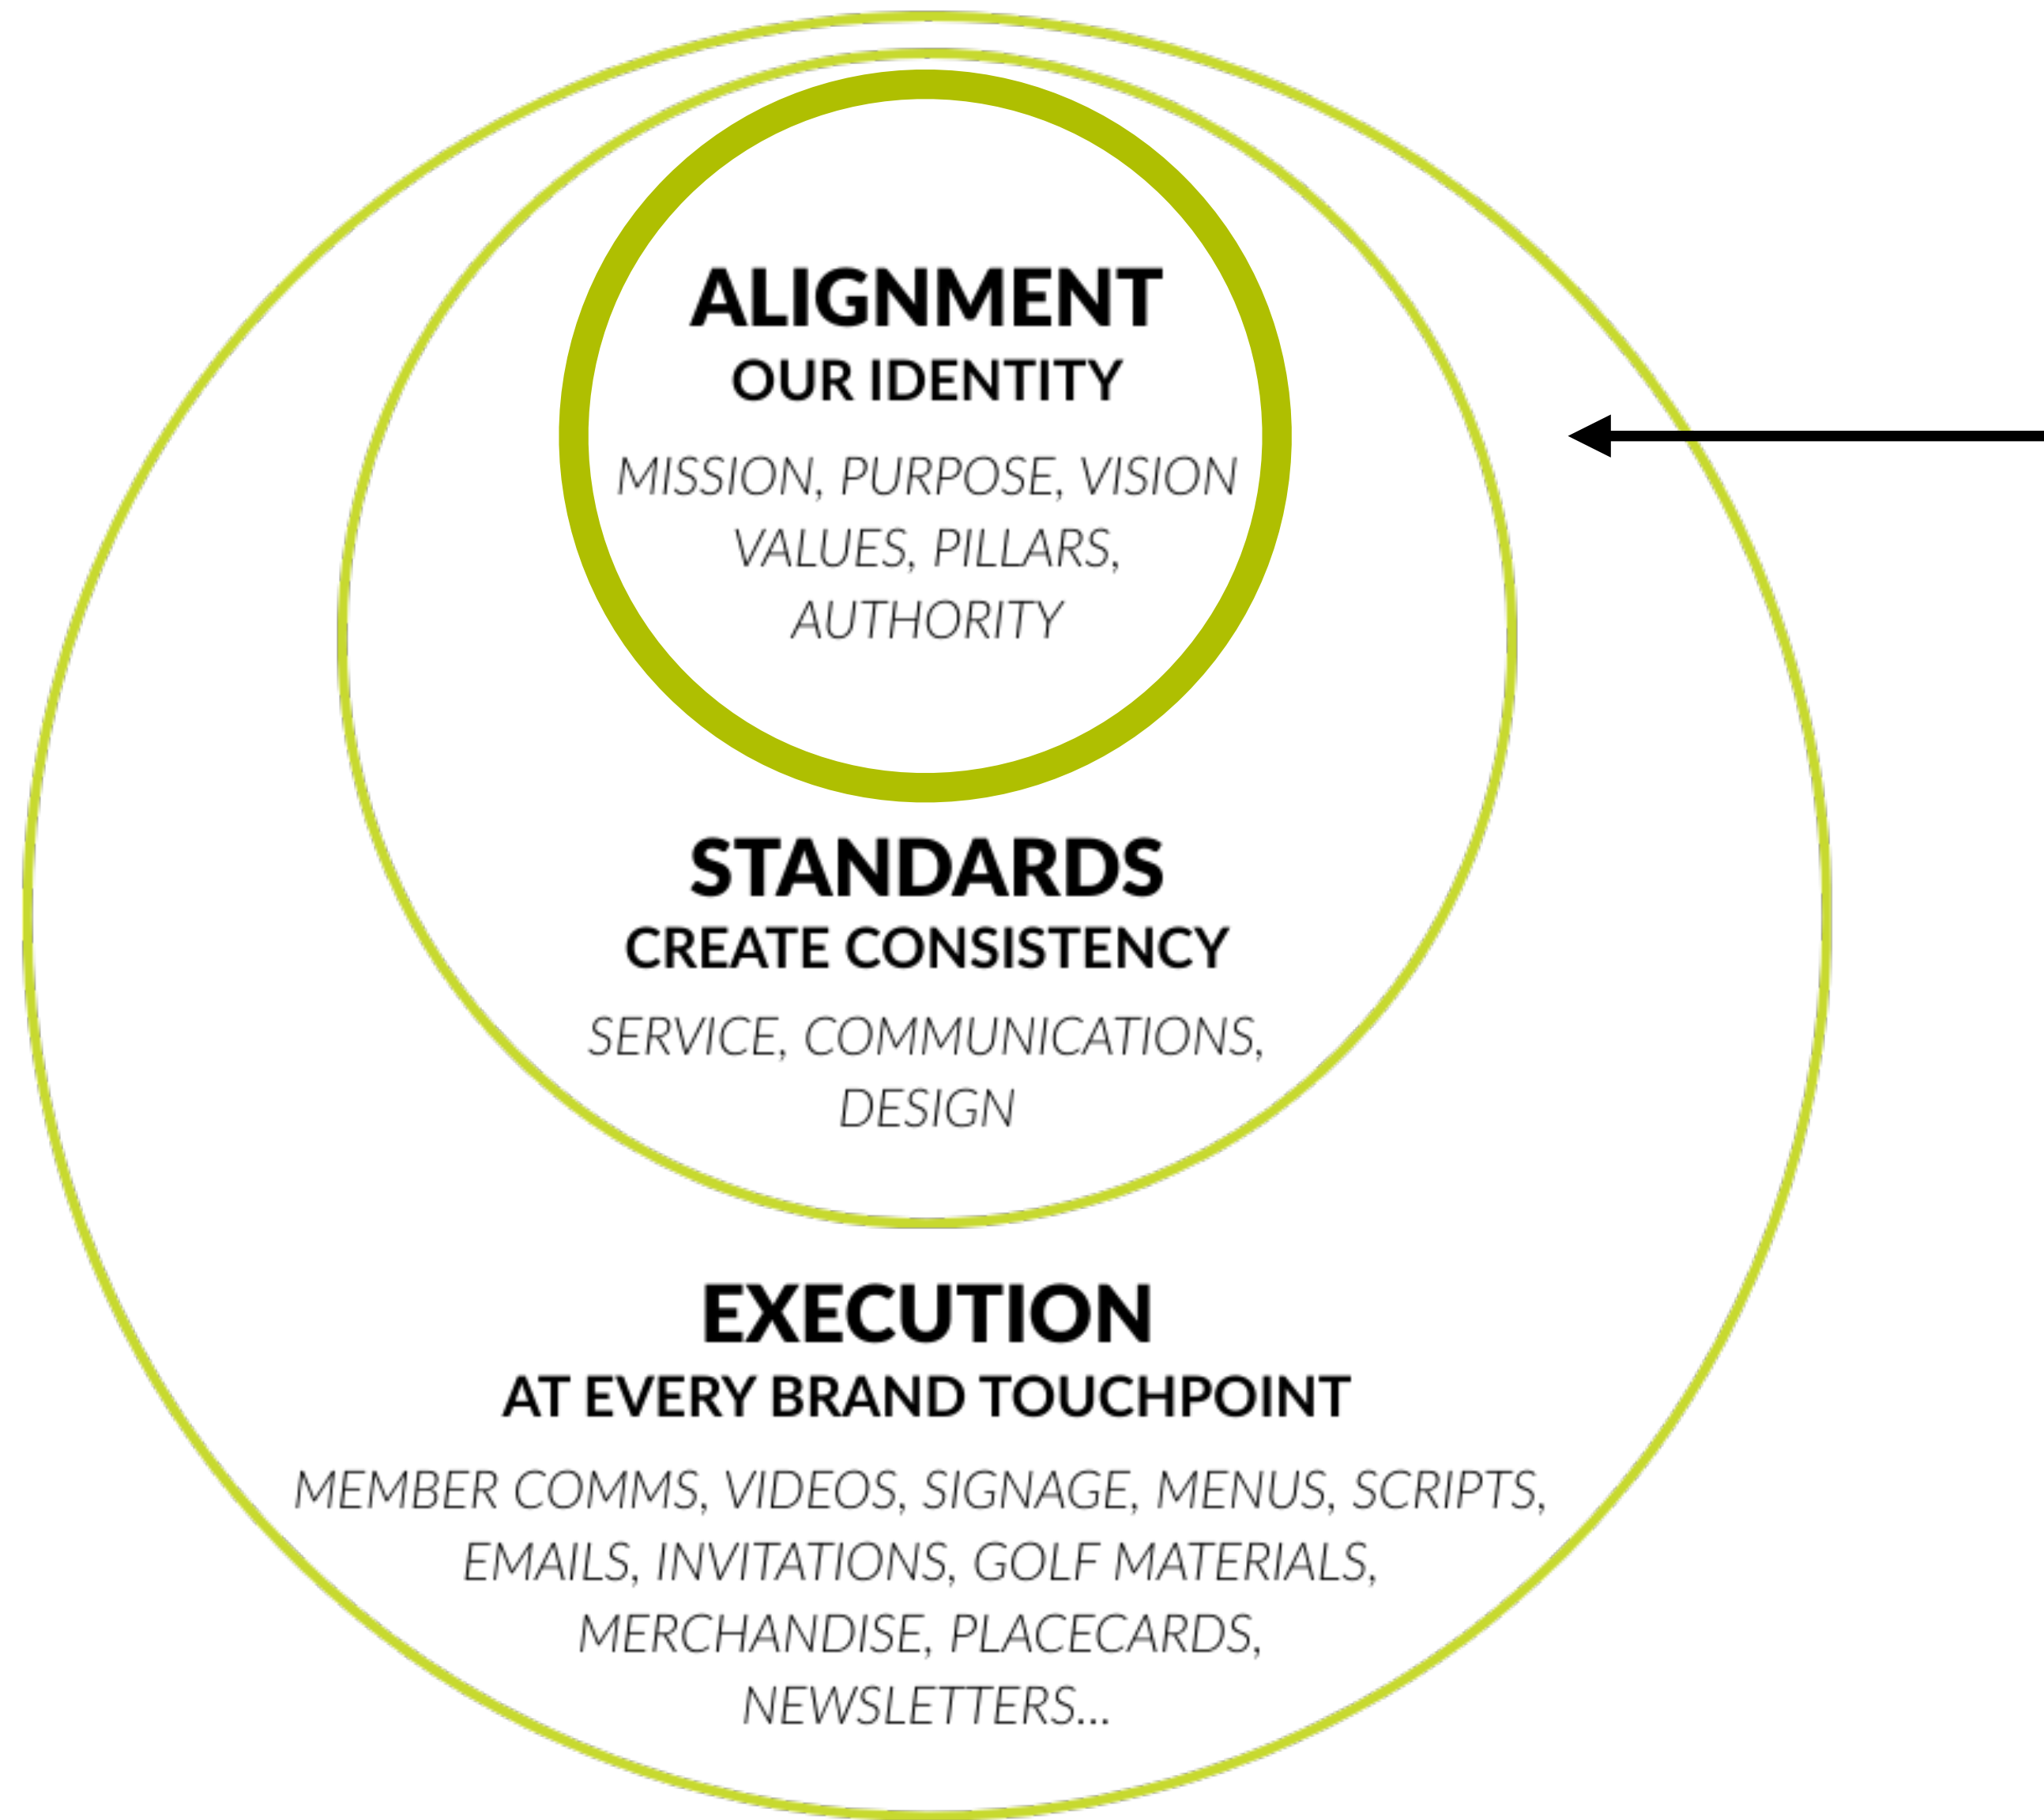 ALIGNMENT
OUR IDENTITY
MISSION, PURPOSE, VISION
VALUES, PILLARS,
AUTHORITY
STANDARDS
CREATE CONSISTENCY
SERVICE, COMMUNICATIONS,
DESIGN
EXECUTION
AT EVERY BRAND TOUCHPOINT
MEMBER COMMS, VIDEOS, SIGNAGE, MENUS, SCRIPTS,
EMAILS, INVITATIONS, GOLF MATERIALS,
MERCHANDISE, PLACECARDS,
NEWSLETTERS...